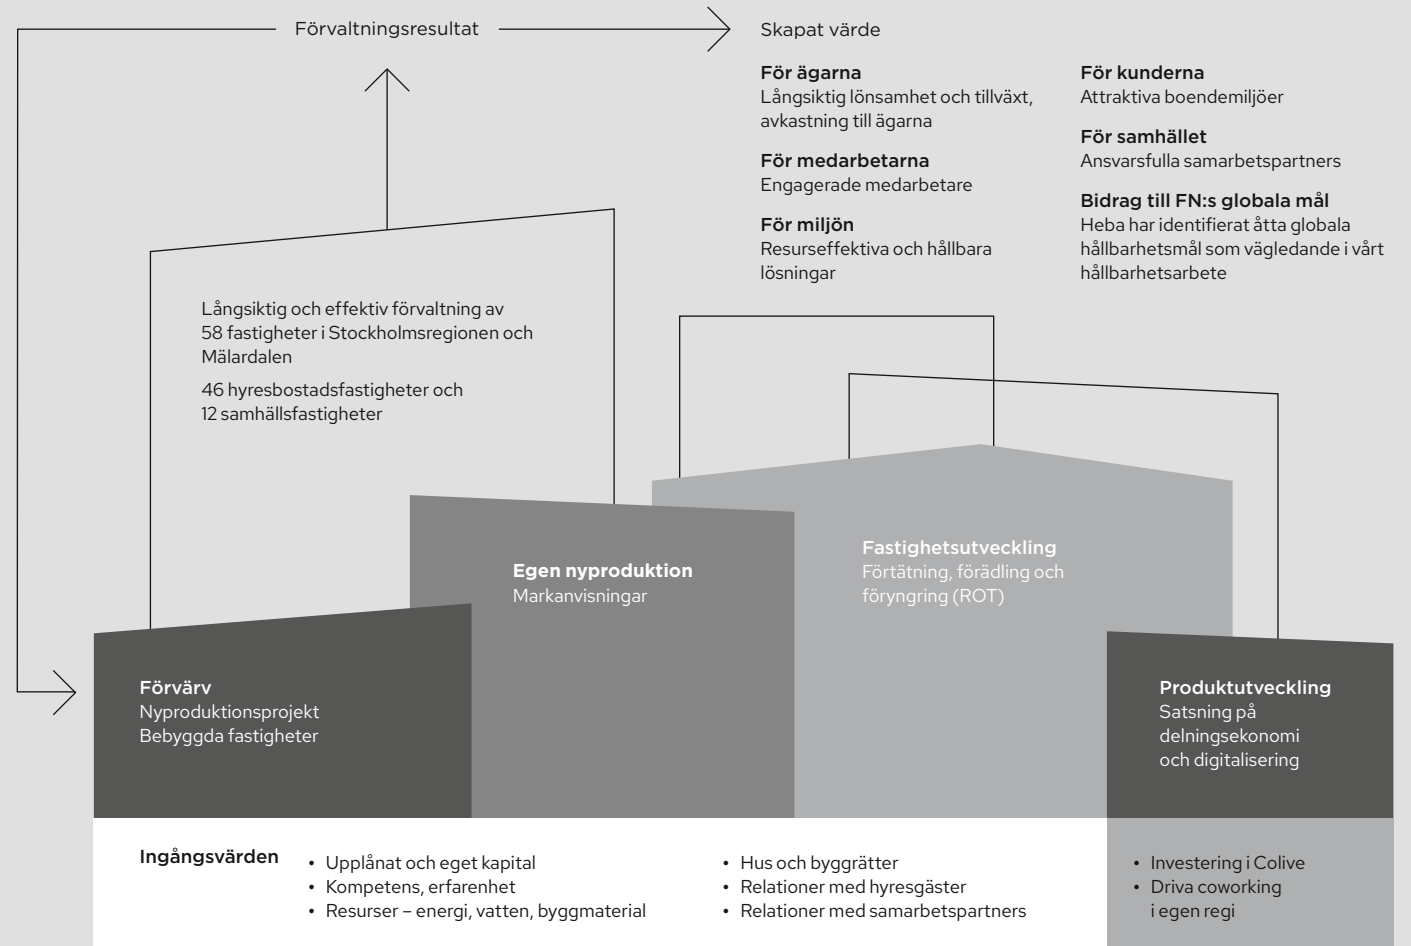 Förvaltningsresultat
Skapat värde
För ägarna
Långsiktig lönsamhet och tillväxt,
avkastning till ägarna
För medarbetarna
Engagerade medarbetare
För miljön
Resurseffektiva och hållbara
lösningar
För kunderna
Attraktiva boendemiljöer
För samhället
Ansvarsfulla samarbetspartners
Bidrag till FN:s globala mål
Heba har identifierat åtta globala
hållbarhetsmål som vägledande i vårt
hållbarhetsarbete
Långsiktig och effektiv förvaltning av
58 fastigheter i Stockholmsregionen och
Mälardalen
46 hyresbostadsfastigheter och
12 samhällsfastigheter
Egen nyproduktion
Markanvisningar
Fastighetsutveckling
Förtätning, förädling och
föryngring (ROT)
Förvärv
Nyproduktionsprojekt
Bebyggda fastigheter
Produktutveckling
Satsning på
delningsekonomi
och digitalisering
Ingångsvärden
• Upplånat och eget kapital
• Kompetens, erfarenhet
• Resurser – energi, vatten, byggmaterial
• Hus och byggrätter
• Relationer med hyresgäster
• Relationer med samarbetspartners
• Investering i Colive
• Driva coworking
i egen regi